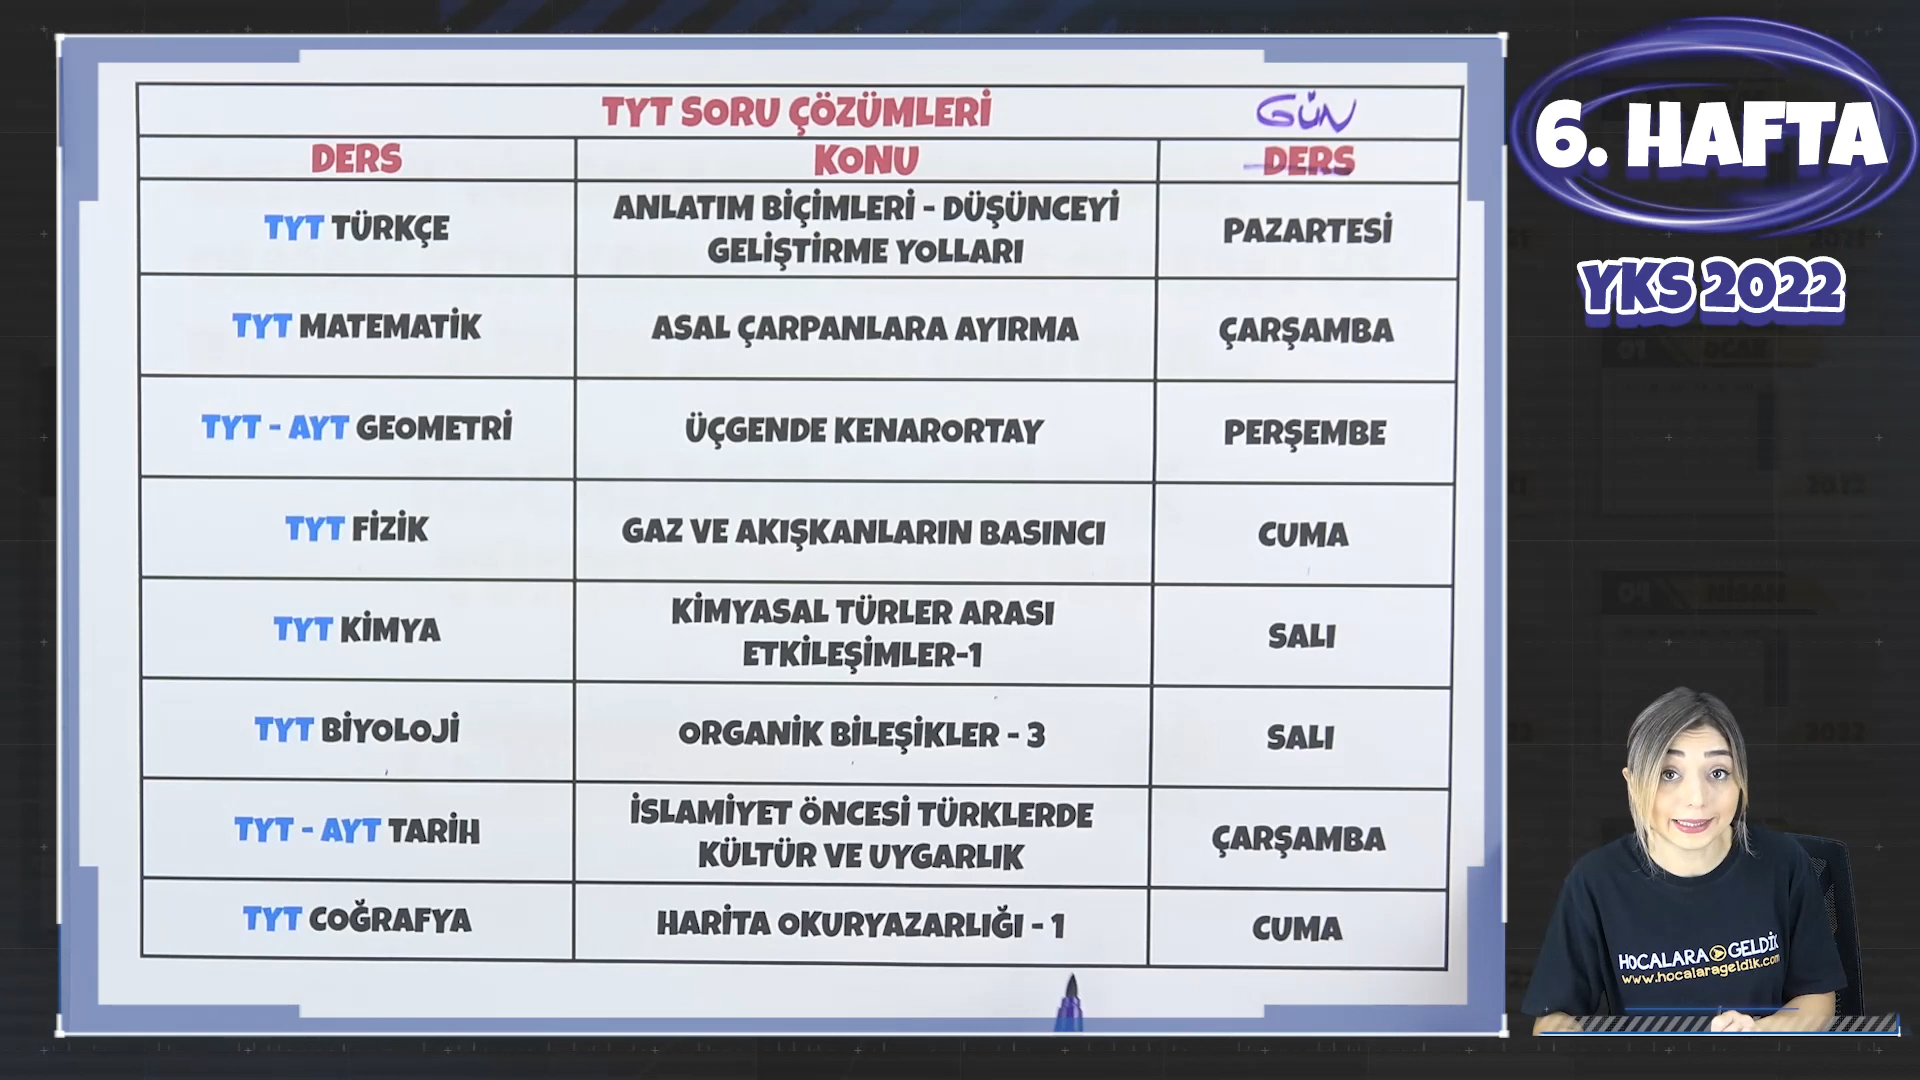 TYT SORU ÇÖZÜMLERİ GÜN
DERS KONU DERS
TYT TÜRKÇE ANLATIM BİÇİMLERİ - DÜŞÜNCEYİ
GELİŞTİRME YOLLARI PAZARTESİ
TYT MATEMATİK ASAL ÇARPANLARA AYIRMA ÇARŞAMBA
TYT - AYT GEOMETRİ ÜÇGENDE KENARORTAY PERŞEMBE
TYT FİZİK GAZ VE AKIŞKANLARIN BASINCI CUMA
TYT KİMYA KİMYASAL TÜRLER ARASI
ETKİLEŞİMLER-1 SALI
TYT BİYOLOJİ ORGANİK BİLEŞİKLER - 3 SALI
TYT - AYT TARİH İSLAMİYET ÖNCESİ TÜRKLERDE
KÜLTÜR VE UYGARLIK ÇARŞAMBA
TYT COĞRAFYA HARİTA OKURYAZARLIĞI - 1 CUMA
6. HAFTA
YKS 2022
HOCALARA GELDİK
www.hocalarageldik.com